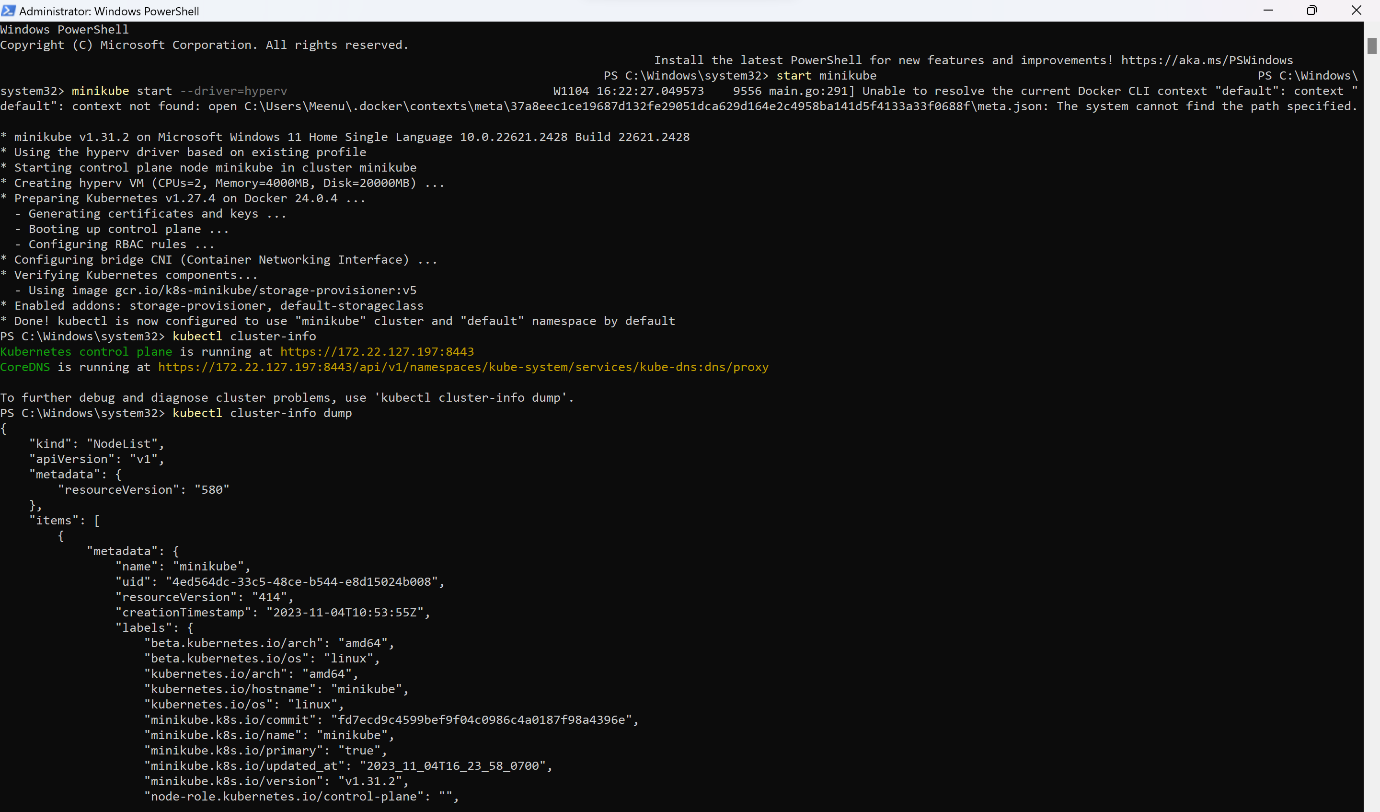 Administrator: Windows PowerShell
Windows PowerShell
Copyright (C) Microsoft Corporation. All rights reserved.
Install the latest PowerShell for new features and improvements! https://aka.ms/PSWindows
PS C:\Windows\system32> start minikube PS C:\Windows\
system32> minikube start --driver=hyperv W1104 16:22:27.049573 9556 main.go:291] Unable to resolve the current Docker CLI context "default": context "
default": context not found: open C:\Users\Meenu\.docker\contexts\meta\37a8eec1ce19687d132fe29051dca629d164e2c4958ba141d5f4133a33f0688f\meta.json: The system cannot find the path specified.
* minikube v1.31.2 on Microsoft Windows 11 Home Single Language 10.0.22621.2428 Build 22621.2428
* Using the hyperv driver based on existing profile
* Starting control plane node minikube in cluster minikube
* Creating hyperv VM (CPUs=2, Memory=4000MB, Disk=20000MB) ...
* Preparing Kubernetes v1.27.4 on Docker 24.0.4 ...
  - Generating certificates and keys ...
  - Booting up control plane ...
  - Configuring RBAC rules ...
* Configuring bridge CNI (Container Networking Interface) ...
* Verifying Kubernetes components...
  - Using image gcr.io/k8s-minikube/storage-provisioner:v5
* Enabled addons: storage-provisioner, default-storageclass
* Done! kubectl is now configured to use "minikube" cluster and "default" namespace by default
PS C:\Windows\system32> kubectl cluster-info
Kubernetes control plane is running at https://172.22.127.197:8443
CoreDNS is running at https://172.22.127.197:8443/api/v1/namespaces/kube-system/services/kube-dns:dns/proxy
To further debug and diagnose cluster problems, use 'kubectl cluster-info dump'.
PS C:\Windows\system32> kubectl cluster-info dump
{
    "kind": "NodeList",
    "apiVersion": "v1",
    "metadata": {
        "resourceVersion": "580"
    },
    "items": [
        {
            "metadata": {
                "name": "minikube",
                "uid": "4ed564dc-33c5-48ce-b544-e8d15024b008",
                "resourceVersion": "414",
                "creationTimestamp": "2023-11-04T10:53:55Z",
                "labels": {
                    "beta.kubernetes.io/arch": "amd64",
                    "beta.kubernetes.io/os": "linux",
                    "kubernetes.io/arch": "amd64",
                    "kubernetes.io/hostname": "minikube",
                    "kubernetes.io/os": "linux",
                    "minikube.k8s.io/commit": "fd7ecd9c4599bef9f04c0986c4a0187f98a4396e",
                    "minikube.k8s.io/name": "minikube",
                    "minikube.k8s.io/primary": "true",
                    "minikube.k8s.io/updated_at": "2023_11_04T16_23_58_0700",
                    "minikube.k8s.io/version": "v1.31.2",
                    "node-role.kubernetes.io/control-plane": "",